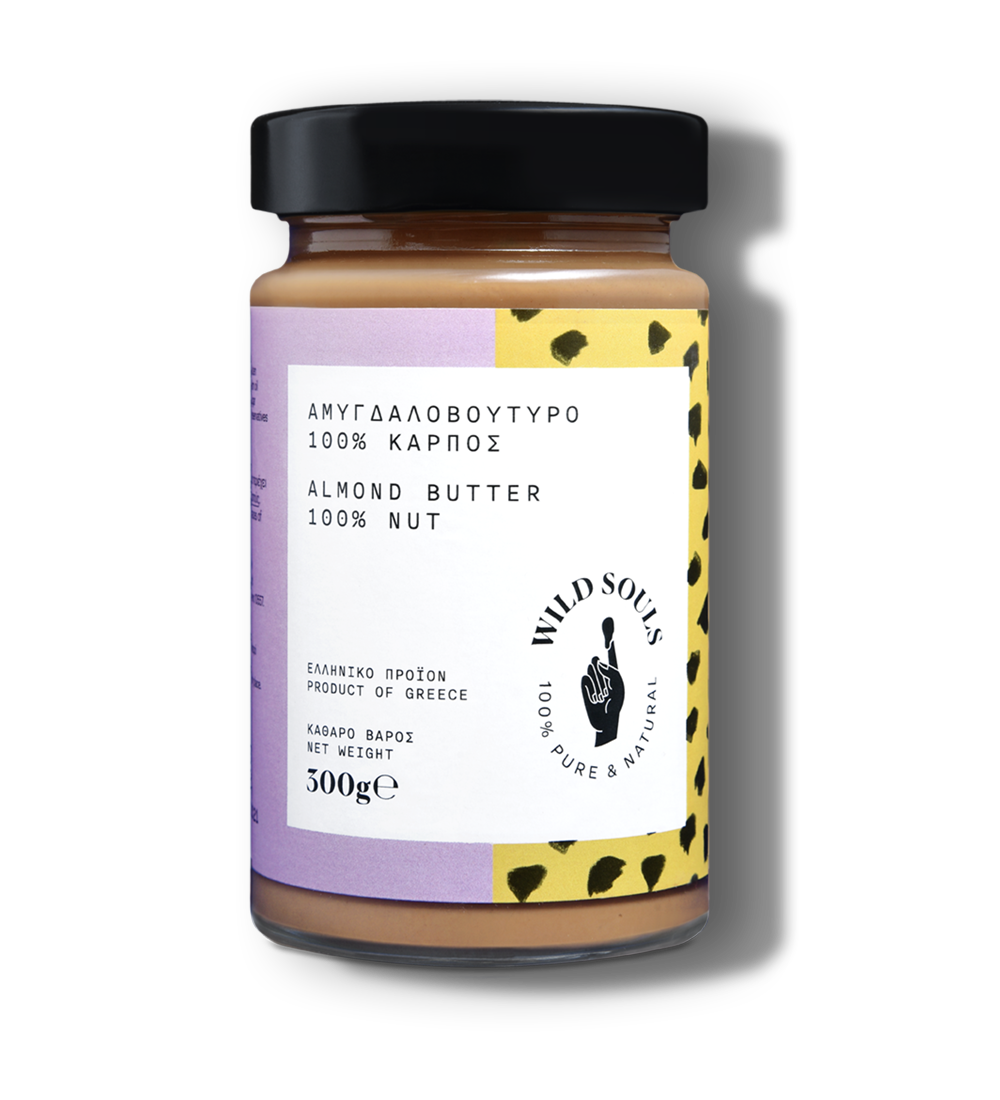 ΑΜΥΓΔΑΛΟΒΟΥΤΥΡΟ
100% ΚΑΡΠΟΣ
ALMOND BUTTER
100% NUT
WILD SOULS
100% PURE & NATURAL
ΕΛΛΗΝΙΚΟ ΠΡΟΪΟΝ
PRODUCT OF GREECE
ΚΑΘΑΡΟ ΒΑΡΟΣ
NET WEIGHT
300g℮